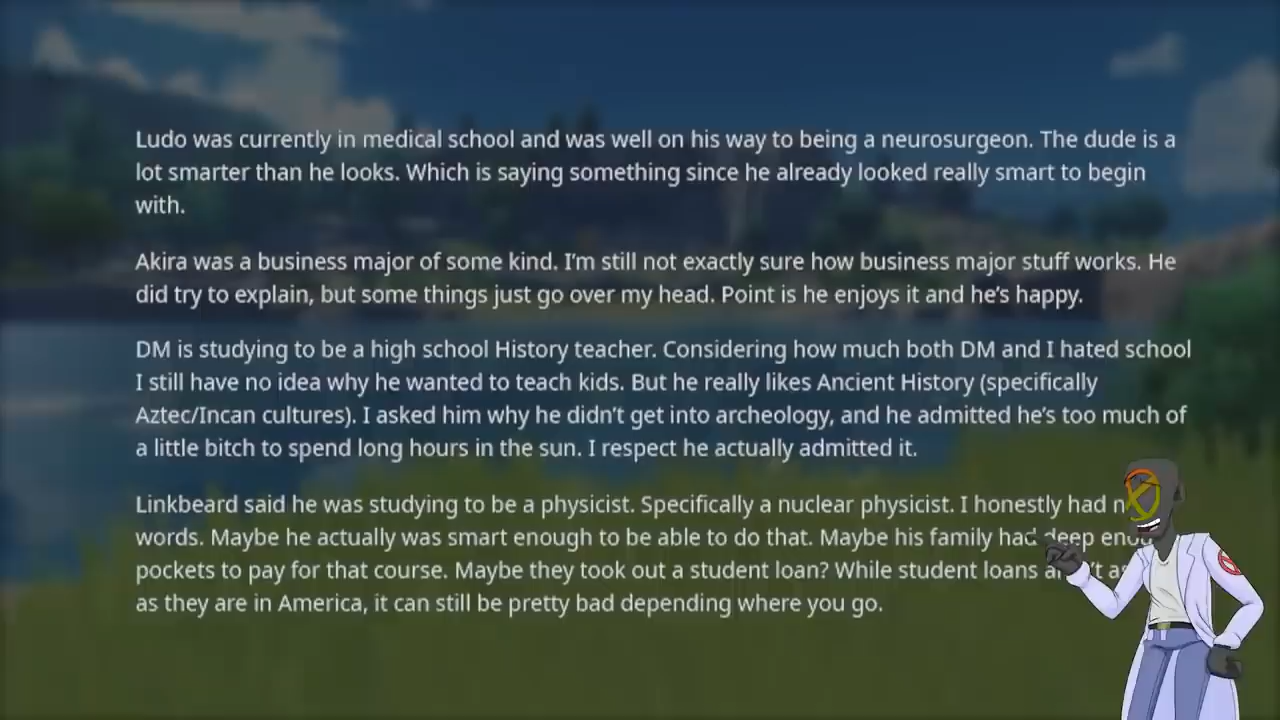 Ludo was currently in medical school and was well on his way to being a neurosurgeon. The dude is a
lot smarter than he looks. Which is saying something since he already looked really smart to begin
with.
Akira was a business major of some kind. I'm still not exactly sure how business major stuff works. He
did try to explain, but some things just go over my head. Point is he enjoys it and he's happy.
DM is studying to be a high school History teacher. Considering how much both DM and I hated school
I still have no idea why he wanted to teach kids. But he really likes Ancient History (specifically
Aztec/Incan cultures). I asked him why he didn't get into archeology, and he admitted he's too much of
a little bitch to spend long hours in the sun. I respect he actually admitted it.
Linkbeard said he was studying to be a physicist. Specifically a nuclear physicist. I honestly had
words. Maybe he actually was smart enough to be able to do that. Maybe his family had deep
pockets to pay for that course. Maybe they took out a student loan? While student loans
as they are in America, it can still be pretty bad depending where you go.